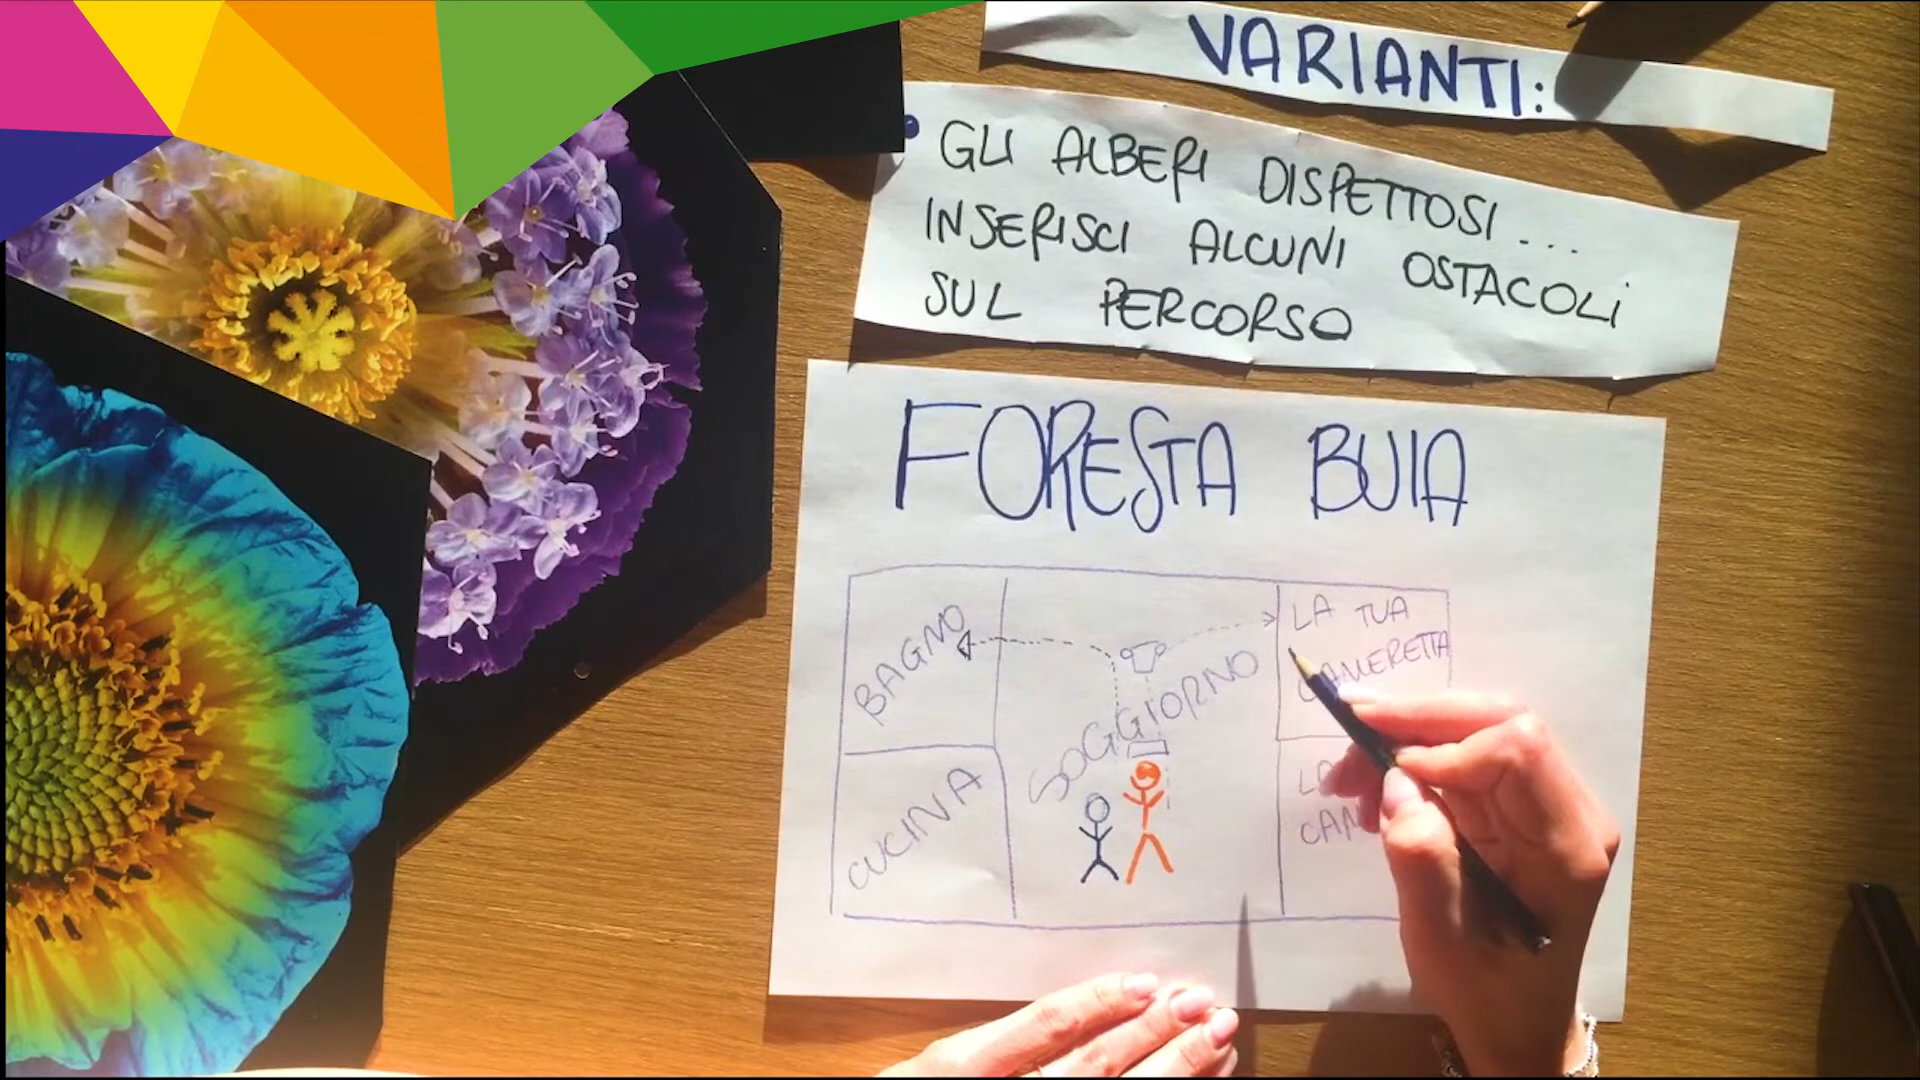 VARIANTI:
• GLI ALBERI DISPETTOSI ...
INSERISCI ALCUNI OSTACOLI
SUL PERCORSO
FORESTA BUIA
BAGNO
SOGGIORNO
LA TUA
CAMERETTA
CUCINA